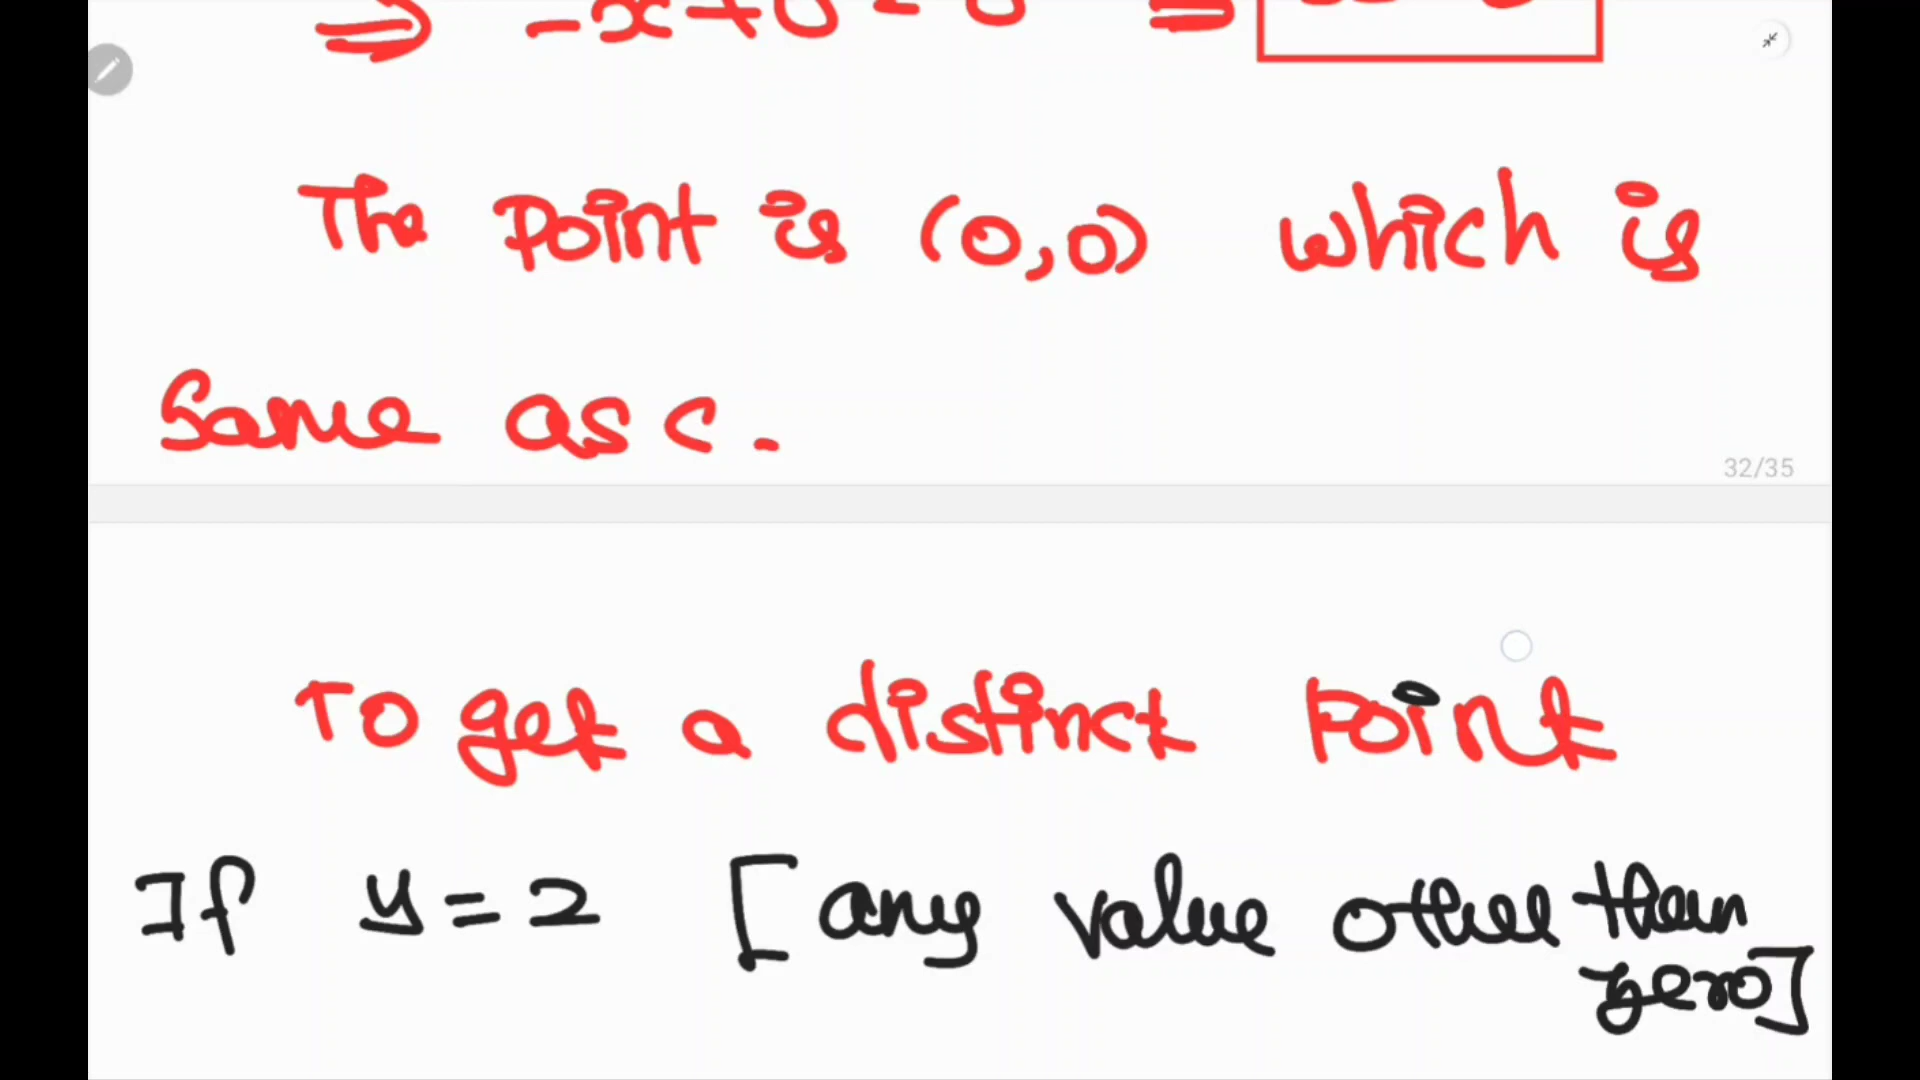 The point is (0,0) which is
Same as C.
32/35
To get a distinct Point
If y = 2 [any value other than
zero]